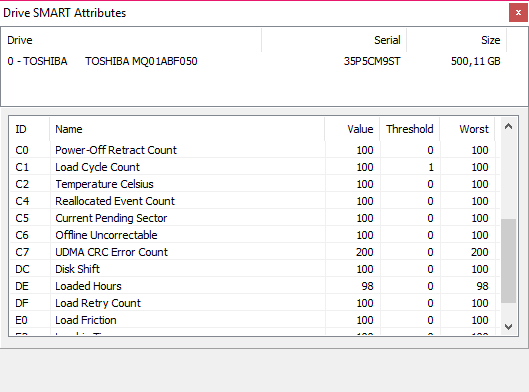 Drive SMART Attributes x
Drive Serial Size
0 - TOSHIBA TOSHIBA MQ01ABF050 35P5CM9ST 500,11 GB
ID Name Value Threshold Worst
C0 Power-Off Retract Count 100 0 100
C1 Load Cycle Count 100 1 100
C2 Temperature Celsius 100 0 100
C4 Reallocated Event Count 100 0 100
C5 Current Pending Sector 100 0 100
C6 Offline Uncorrectable 100 0 100
C7 UDMA CRC Error Count 200 0 200
DC Disk Shift 100 0 100
DE Loaded Hours 98 0 98
DF Load Retry Count 100 0 100
E0 Load Friction 100 0 100